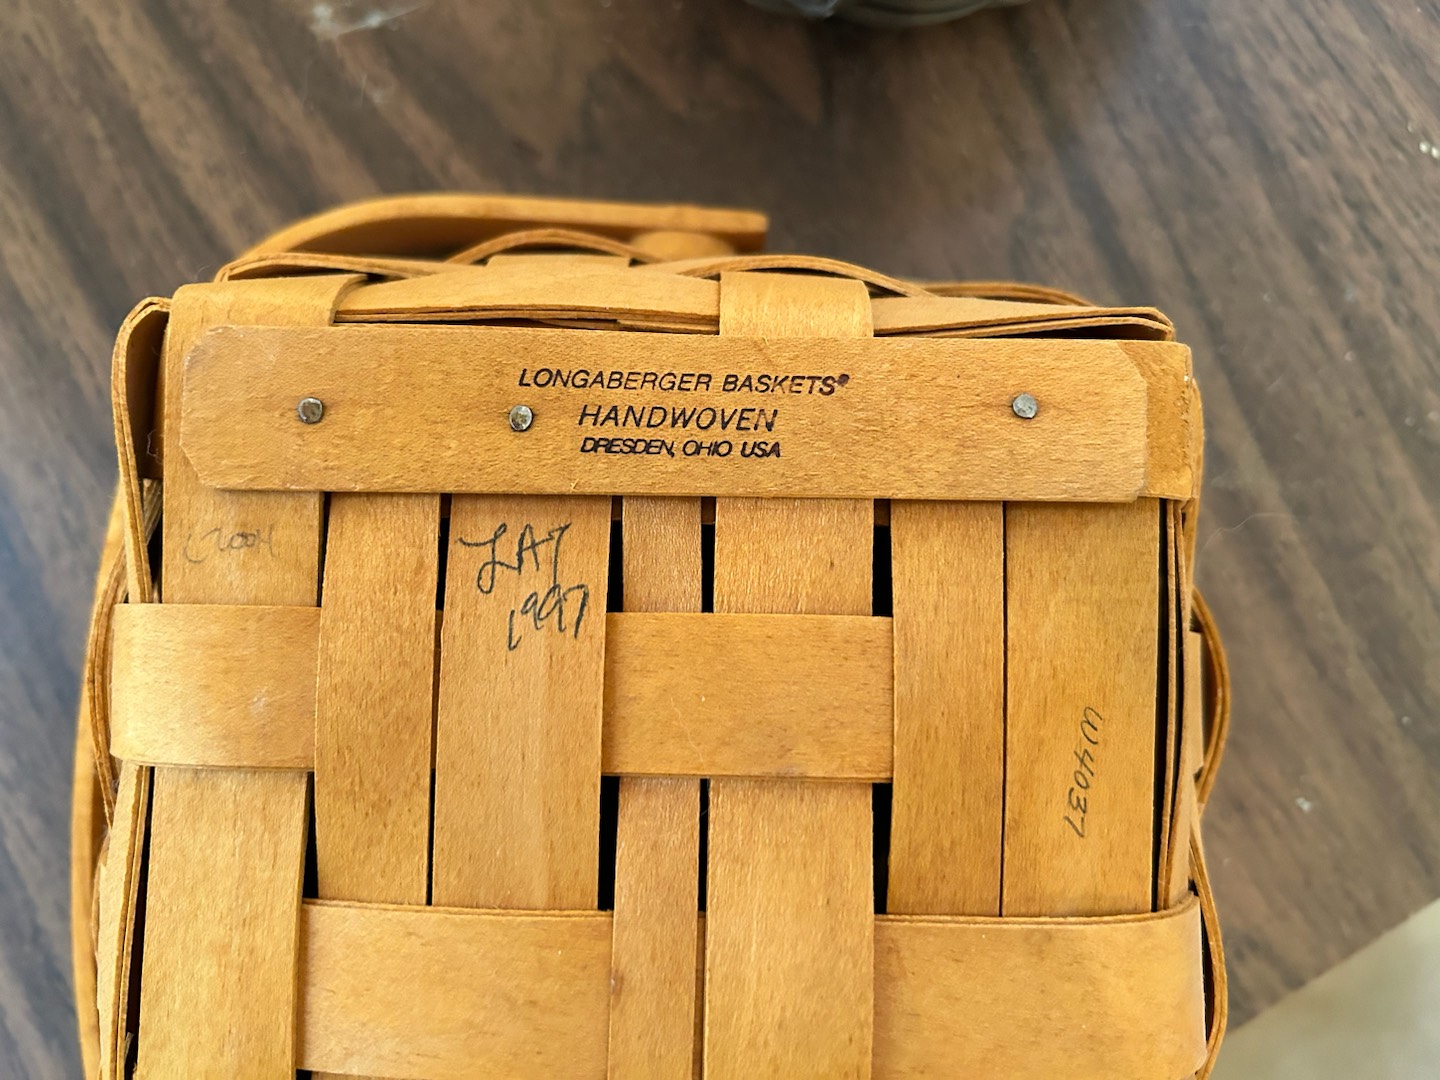 LONGABERGER BASKETS®
HANDWOVEN
DRESDEN, OHIO USA
LAT
1997
W4037